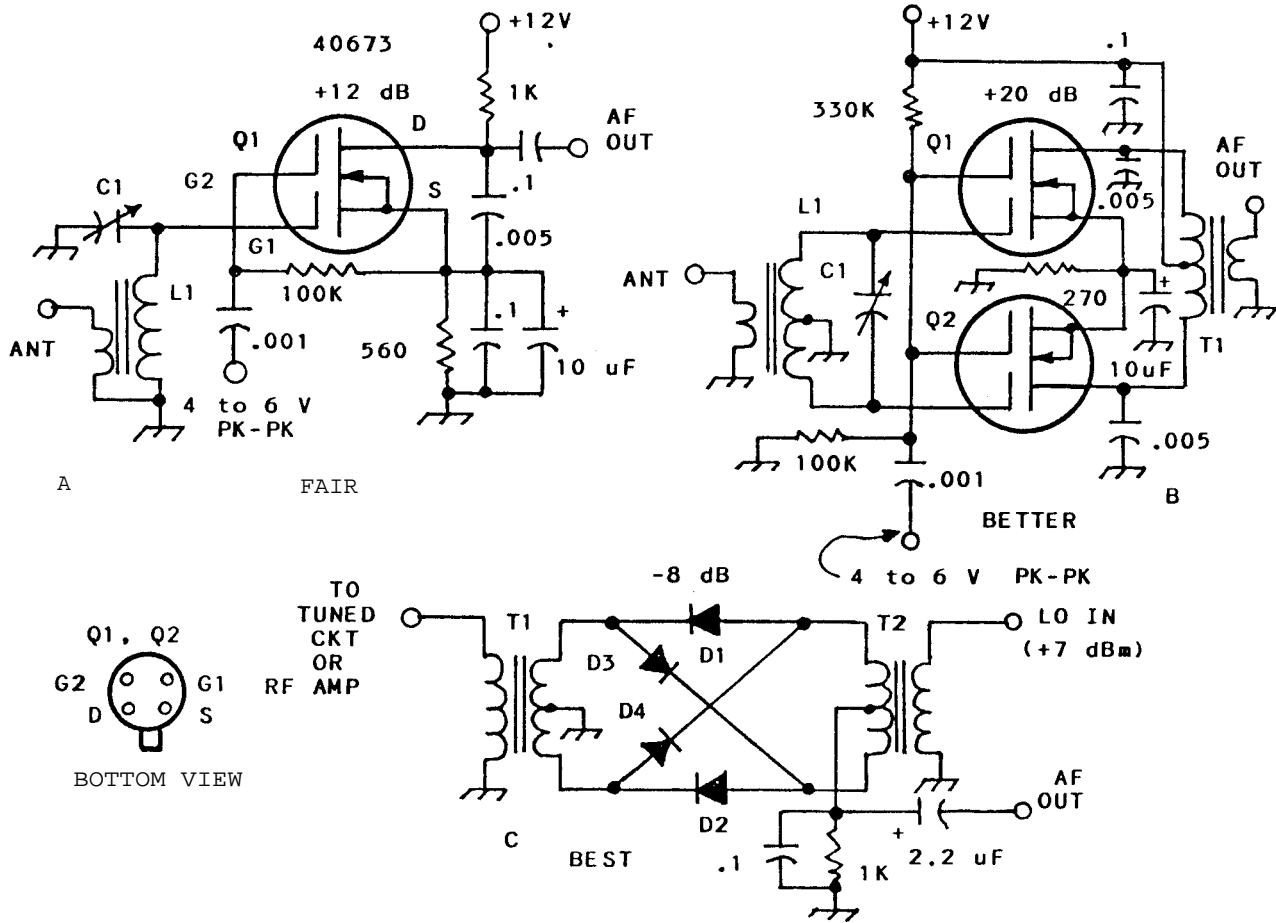 +12V
40673
+12 dB
1K
D
AF
OUT
Q1
G2
S
.1
C1
G1
.005
L1
100K
.1
+
ANT
.001
560
10 uF
4 to 6 V
PK-PK
A
FAIR
+12V
.1
330K
+20 dB
Q1
AF
OUT
.005
L1
C1
ANT
270
+
Q2
T1
10uF
.005
100K
.001
B
BETTER
4 to 6 V PK-PK
-8 dB
TO
TUNED
CKT
OR
RF AMP
T1
T2
LO IN
(+7 dBm)
D3
D1
D4
D2
AF
OUT
+
2.2 uF
.1
1K
C
BEST
Q1, Q2
G2
G1
D
S
BOTTOM VIEW